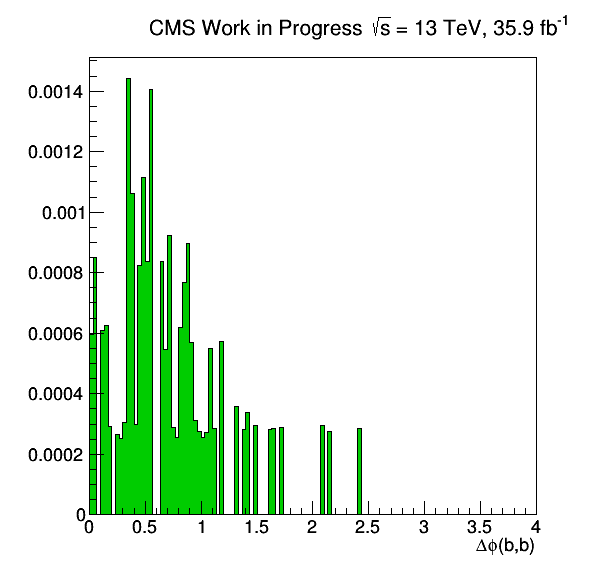 CMS Work in Progress √s = 13 TeV, 35.9 fb⁻¹
0.0014
0.0012
0.001
0.0008
0.0006
0.0004
0.0002
0
0 0.5 1 1.5 2 2.5 3 3.5 4
Δϕ(b,b)